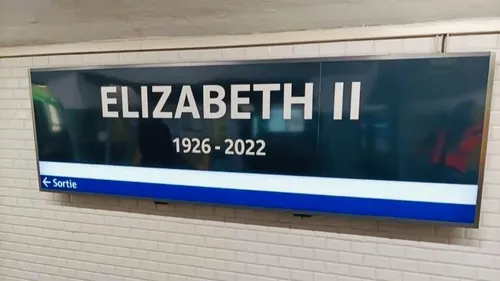 ELIZABETH II
1926 - 2022
← Sortie